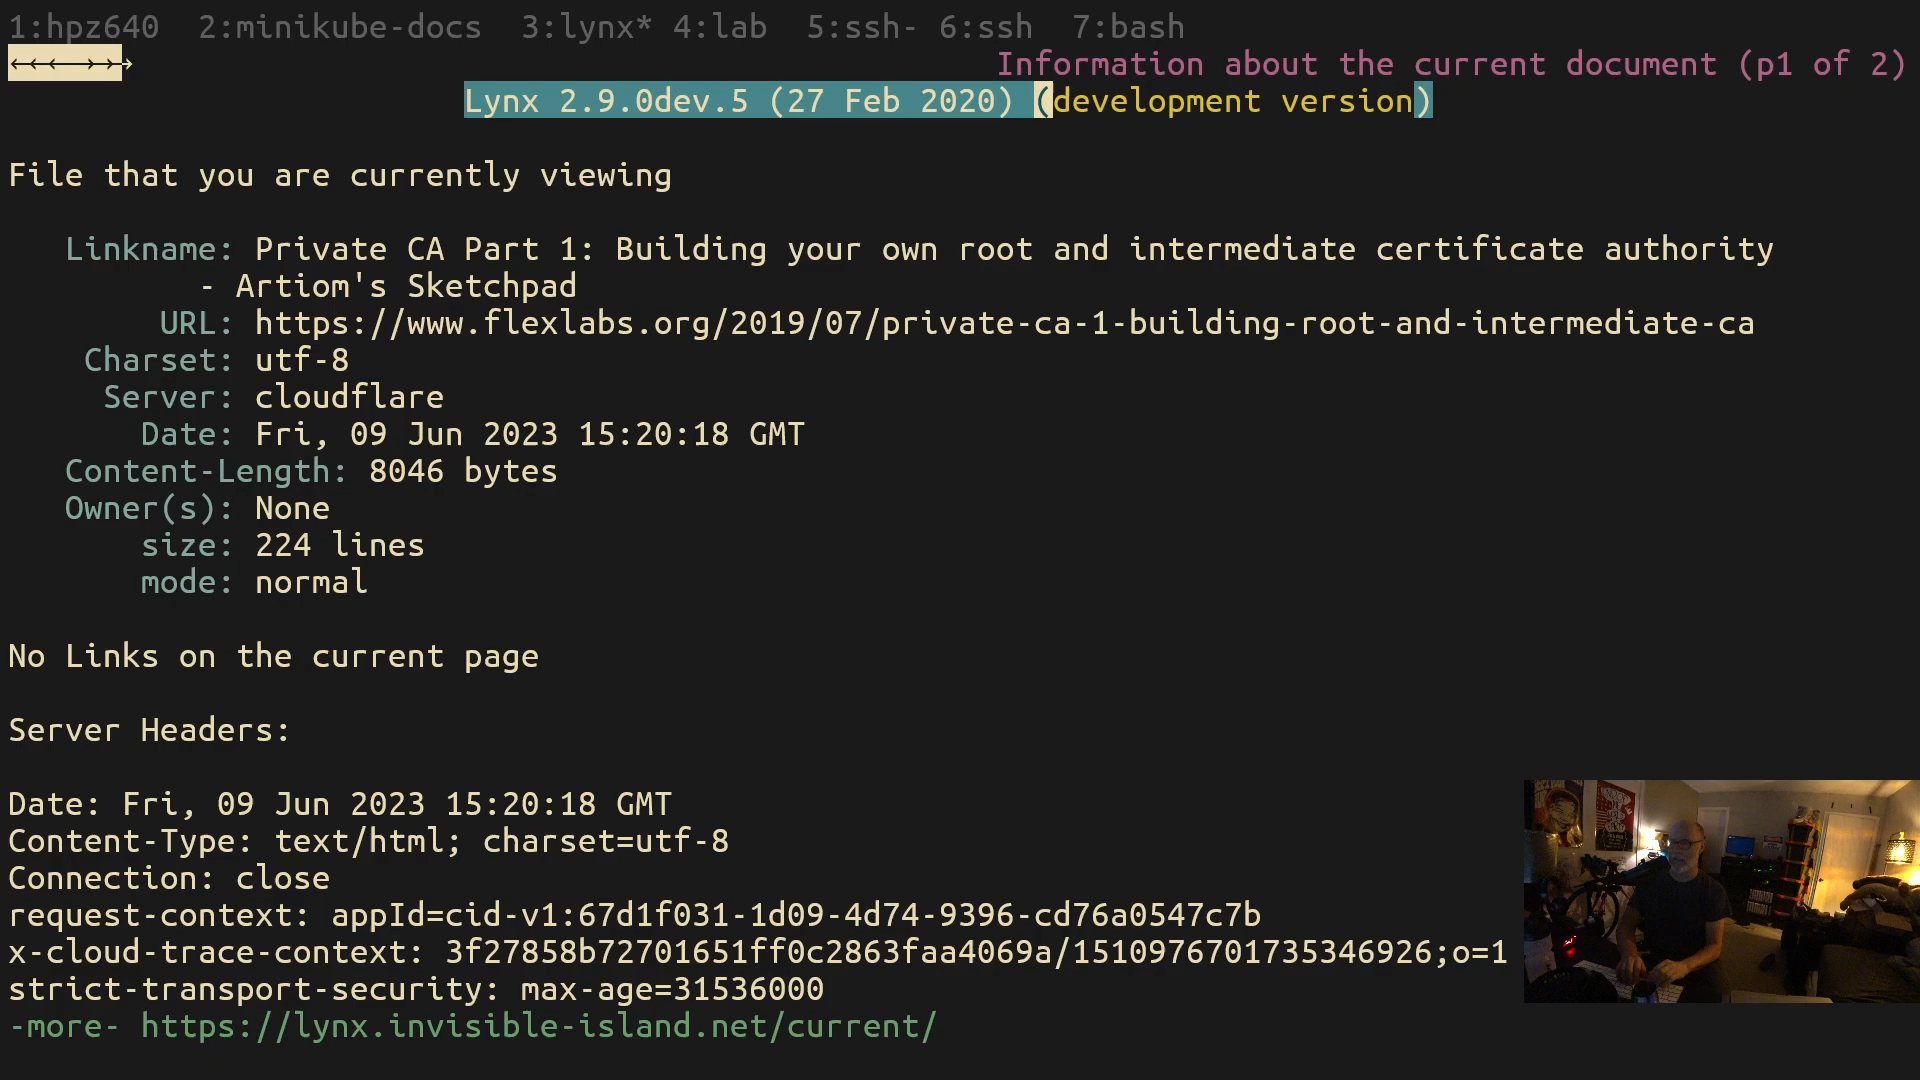 1:hpz640  2:minikube-docs  3:lynx* 4:lab  5:ssh- 6:ssh  7:bash
←←← →→→ Information about the current document (p1 of 2)
Lynx 2.9.0dev.5 (27 Feb 2020) (development version)
File that you are currently viewing
Linkname: Private CA Part 1: Building your own root and intermediate certificate authority
- Artiom's Sketchpad
URL: https://www.flexlabs.org/2019/07/private-ca-1-building-root-and-intermediate-ca
Charset: utf-8
Server: cloudflare
Date: Fri, 09 Jun 2023 15:20:18 GMT
Content-Length: 8046 bytes
Owner(s): None
size: 224 lines
mode: normal
No Links on the current page
Server Headers:
Date: Fri, 09 Jun 2023 15:20:18 GMT
Content-Type: text/html; charset=utf-8
Connection: close
request-context: appId=cid-v1:67d1f031-1d09-4d74-9396-cd76a0547c7b
x-cloud-trace-context: 3f27858b72701651ff0c2863faa4069a/1510976701735346926;o=1
strict-transport-security: max-age=31536000
-more- https://lynx.invisible-island.net/current/